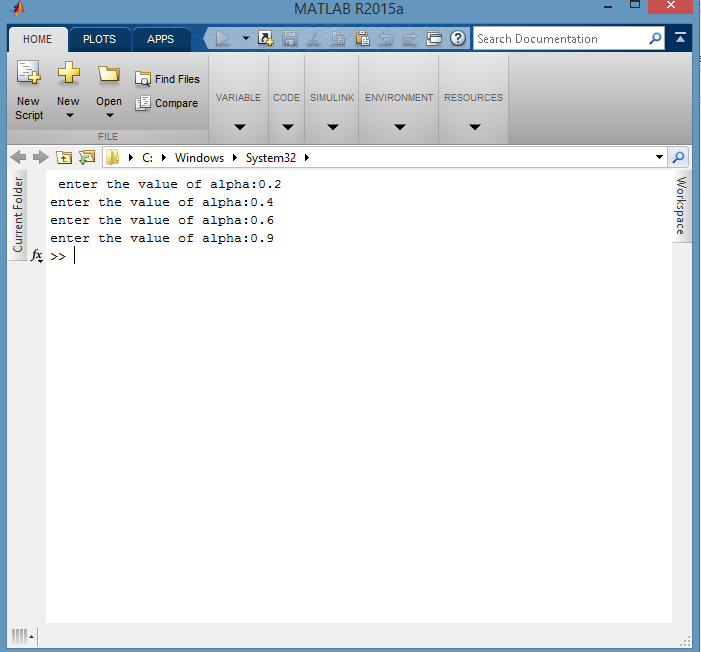 MATLAB R2015a
HOME PLOTS APPS
Search Documentation
New Script
New
Open
Find Files
Compare
FILE
VARIABLE
CODE
SIMULINK
ENVIRONMENT
RESOURCES
C: Windows System32
Current Folder
Workspace
enter the value of alpha:0.2
enter the value of alpha:0.4
enter the value of alpha:0.6
enter the value of alpha:0.9
fx >>